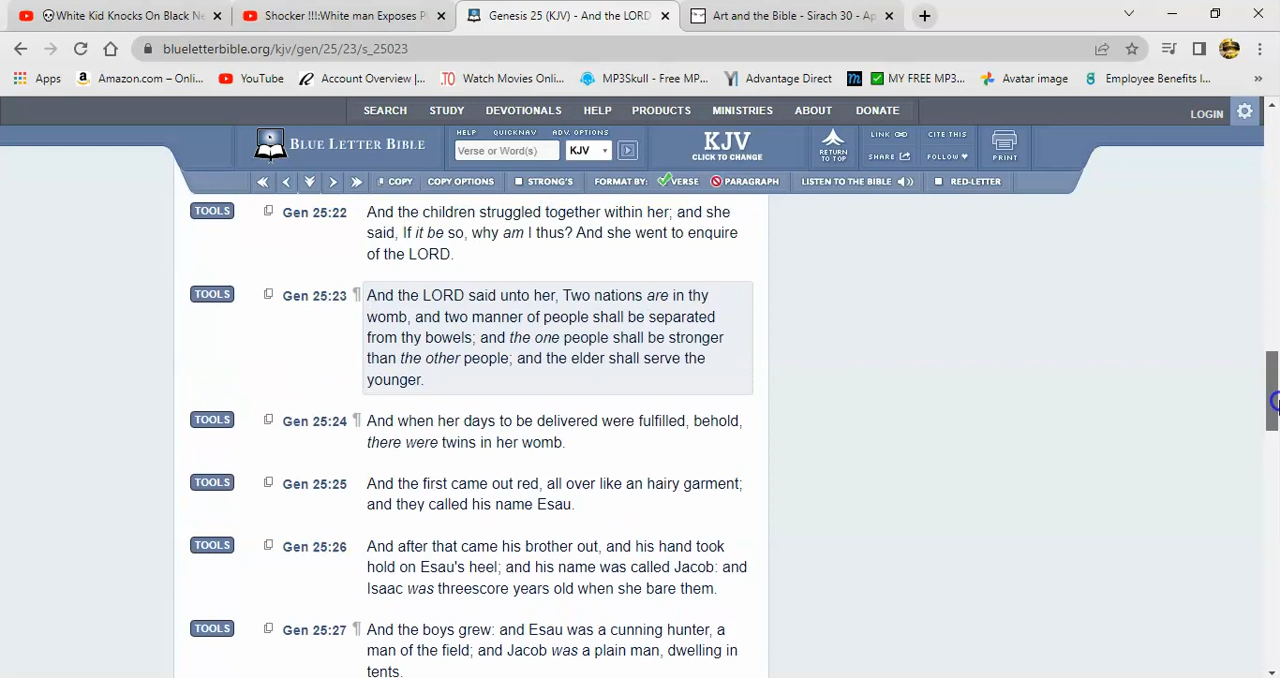 White Kid Knocks On Black Ne
Shocker !!!:White man Exposes P
Genesis 25 (KJV) - And the LORD
Art and the Bible - Sirach 30 - Ap
blueletterbible.org/kjv/gen/25/23/s_25023
Apps Amazon.com – Onli... YouTube Account Overview |... Watch Movies Onli... MP3Skull - Free MP... Advantage Direct MY FREE MP3... Avatar image Employee Benefits I... »
SEARCH STUDY DEVOTIONALS HELP PRODUCTS MINISTRIES ABOUT DONATE LOGIN
HELP QUICKNAV ADV. OPTIONS
BLUE LETTER BIBLE
Verse or Word(s) KJV
KJV
CLICK TO CHANGE
RETURN
TO TOP
LINK CITE THIS
SHARE FOLLOW
PRINT
COPY COPY OPTIONS STRONG'S FORMAT BY: VERSE PARAGRAPH LISTEN TO THE BIBLE RED-LETTER
TOOLS Gen 25:22 And the children struggled together within her; and she
said, If it be so, why am I thus? And she went to enquire
of the LORD.
TOOLS Gen 25:23 ¶ And the LORD said unto her, Two nations are in thy
womb, and two manner of people shall be separated
from thy bowels; and the one people shall be stronger
than the other people; and the elder shall serve the
younger.
TOOLS Gen 25:24 ¶ And when her days to be delivered were fulfilled, behold,
there were twins in her womb.
TOOLS Gen 25:25 And the first came out red, all over like an hairy garment;
and they called his name Esau.
TOOLS Gen 25:26 And after that came his brother out, and his hand took
hold on Esau's heel; and his name was called Jacob: and
Isaac was threescore years old when she bare them.
TOOLS Gen 25:27 ¶ And the boys grew: and Esau was a cunning hunter, a
man of the field; and Jacob was a plain man, dwelling in
tents.